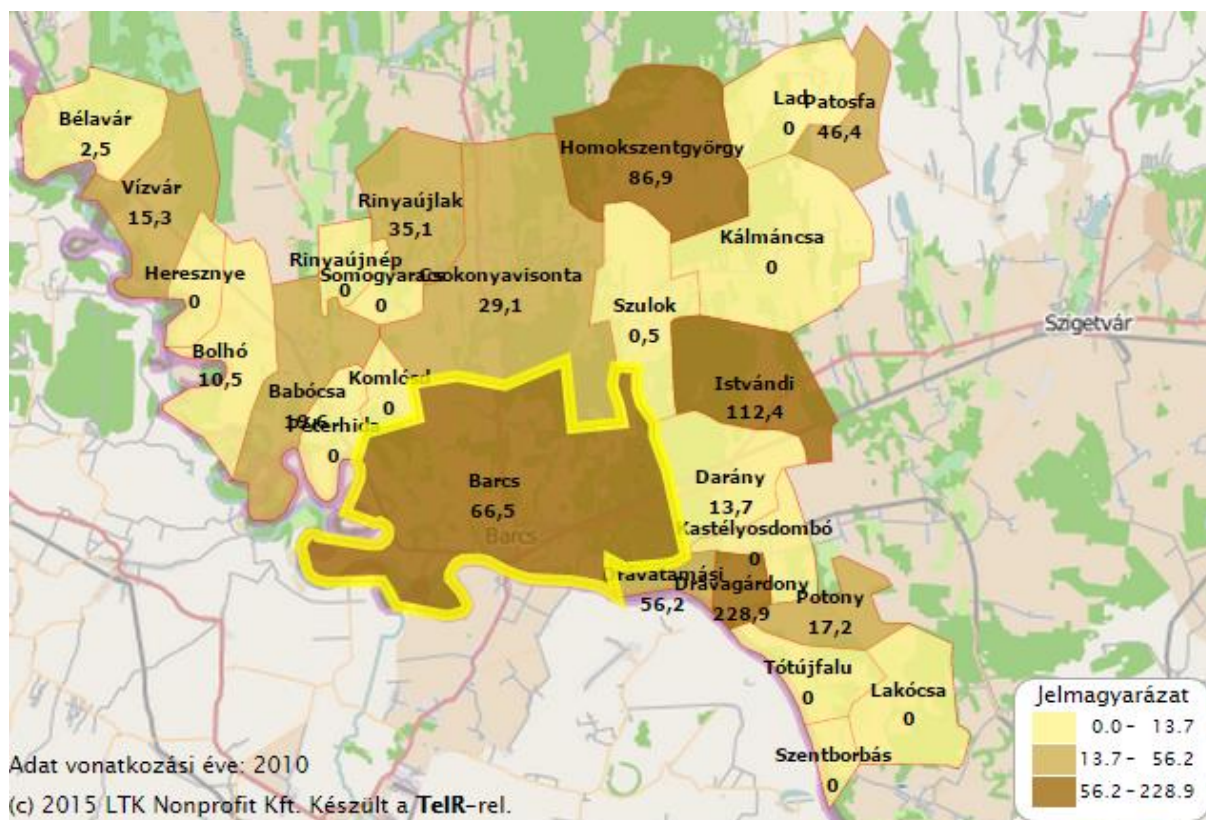 Bélavár
2,5
Vízvár
15,3
Heresznye
0
Bolhó
10,5
Rinyaújlak
35,1
Rinyaújnép
0
Somogyaracs
0
Csokonyavisonta
29,1
Babócsa
19,6
Komlósd
0
Péterhida
0
Homokszentgyörgy
86,9
Lad
0
Patosfa
46,4
Kálmáncsa
0
Szulok
0,5
Szigetvár
Istvándi
112,4
Barcs
66,5
Barcs
Darány
13,7
Kastélyosdombó
0
Drávatamási
56,2
Drávagárdony
228,9
Potony
17,2
Tótújfalu
0
Lakócsa
0
Szentborbás
0
Jelmagyarázat
0.0 - 13.7
13.7 - 56.2
56.2 - 228.9
Adat vonatkozási éve: 2010
(c) 2015 LTK Nonprofit Kft. Készült a TeIR-rel.